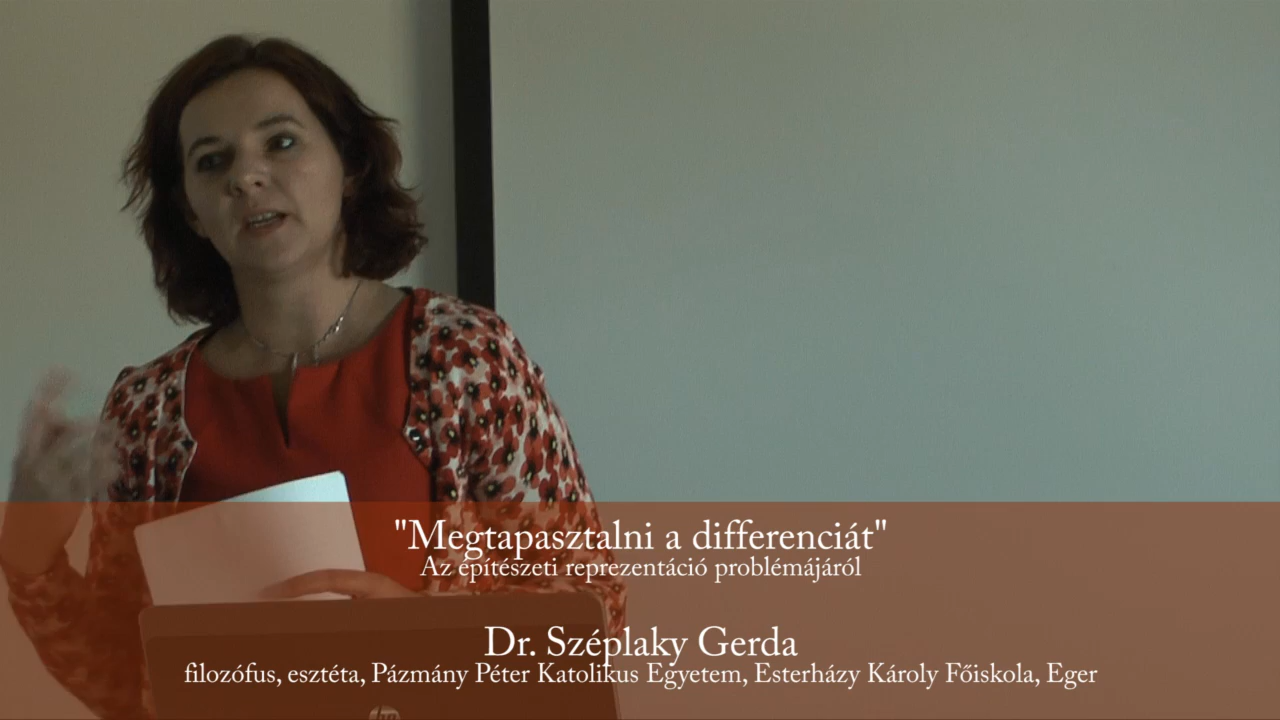 "Megtapasztalni a differenciát"
Az építészeti reprezentáció problémájáról
Dr. Széplaky Gerda
filozófus, esztéta, Pázmány Péter Katolikus Egyetem, Esterházy Károly Főiskola, Eger
hp